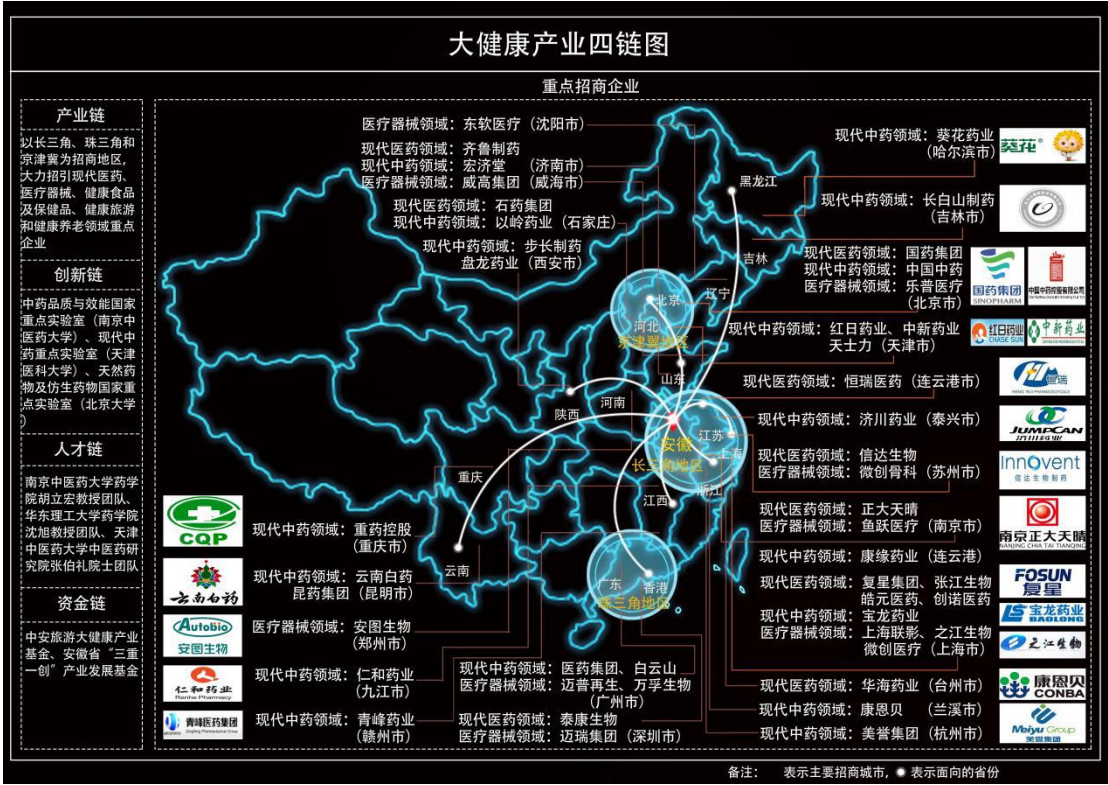 大健康产业四链图
重点招商企业
产业链
以长三角、珠三角和
京津冀为招商地区,
大力招引现代医药、
医疗器械、健康食品
及保健品、健康旅游
和健康养老领域重点
企业
创新链
中药品质与效能国家
重点实验室（南京中
医药大学）、现代中
药重点实验室（天津
医科大学）、天然药
物及仿生药物国家重
点实验室（北京大学
）
人才链
南京中医药大学药学
院胡立宏教授团队、
华东理工大学药学院
沈旭教授团队、天津
中医药大学中医药研
究院张伯礼院士团队
资金链
中安旅游大健康产业
基金、安徽省“三重
一创”产业发展基金
医疗器械领域：东软医疗（沈阳市）
现代医药领域：齐鲁制药
现代中药领域：宏济堂 （济南市）
医疗器械领域：威高集团（威海市）
现代医药领域：石药集团
现代中药领域：以岭药业（石家庄）
现代中药领域：步长制药
盘龙药业（西安市）
现代中药领域：葵花药业
（哈尔滨市）
葵花
现代中药领域：长白山制药
（吉林市）
现代医药领域：国药集团
现代中药领域：中国中药
医疗器械领域：乐普医疗
（北京市）
国药集团
SINOPHARM
中国中药控股有限公司
现代中药领域：红日药业、中新药业
天士力（天津市）
红日药业
CHASE SUN
中新药业
现代医药领域：恒瑞医药（连云港市）
恒瑞
HENG RUI PHARMACEUTICALS
现代中药领域：济川药业（泰兴市）
JUMPCAN
济川药业
现代医药领域：信达生物
医疗器械领域：微创骨科（苏州市）
Innovent
信达生物制药
现代医药领域：正大天晴
医疗器械领域：鱼跃医疗（南京市）
南京正大天晴
NANJING CHIA TAI TIANQING
现代中药领域：康缘药业（连云港）
现代医药领域：复星集团、张江生物
皓元医药、创诺医药
现代中药领域：宝龙药业
医疗器械领域：上海联影、之江生物
微创医疗（上海市）
FOSUN
复星
宝龙药业
BAOLONG
之江生物
现代医药领域：华海药业（台州市）
现代中药领域：康恩贝 （兰溪市）
现代中药领域：美誉集团（杭州市）
康恩贝
CONBA
Meiyu Group
美誉集团
黑龙江
吉林
辽宁
北京
河北
京津翼地区
山东
河南
陕西
江苏
安徽
上海
长三角地区
浙江
重庆
江西
云南
广东
香港
珠三角地区
CQP
现代中药领域：重药控股
（重庆市）
云南白药
现代中药领域：云南白药
昆药集团（昆明市）
Autobio
安图生物
医疗器械领域：安图生物
（郑州市）
仁和药业
Renhe Pharmacy
现代中药领域：仁和药业
（九江市）
青峰医药集团
Qingfeng Pharmaceutical Group
现代中药领域：青峰药业
（赣州市）
现代中药领域：医药集团、白云山
医疗器械领域：迈普再生、万孚生物
（广州市）
现代医药领域：泰康生物
医疗器械领域：迈瑞集团（深圳市）
备注： 表示主要招商城市，表示面向的省份